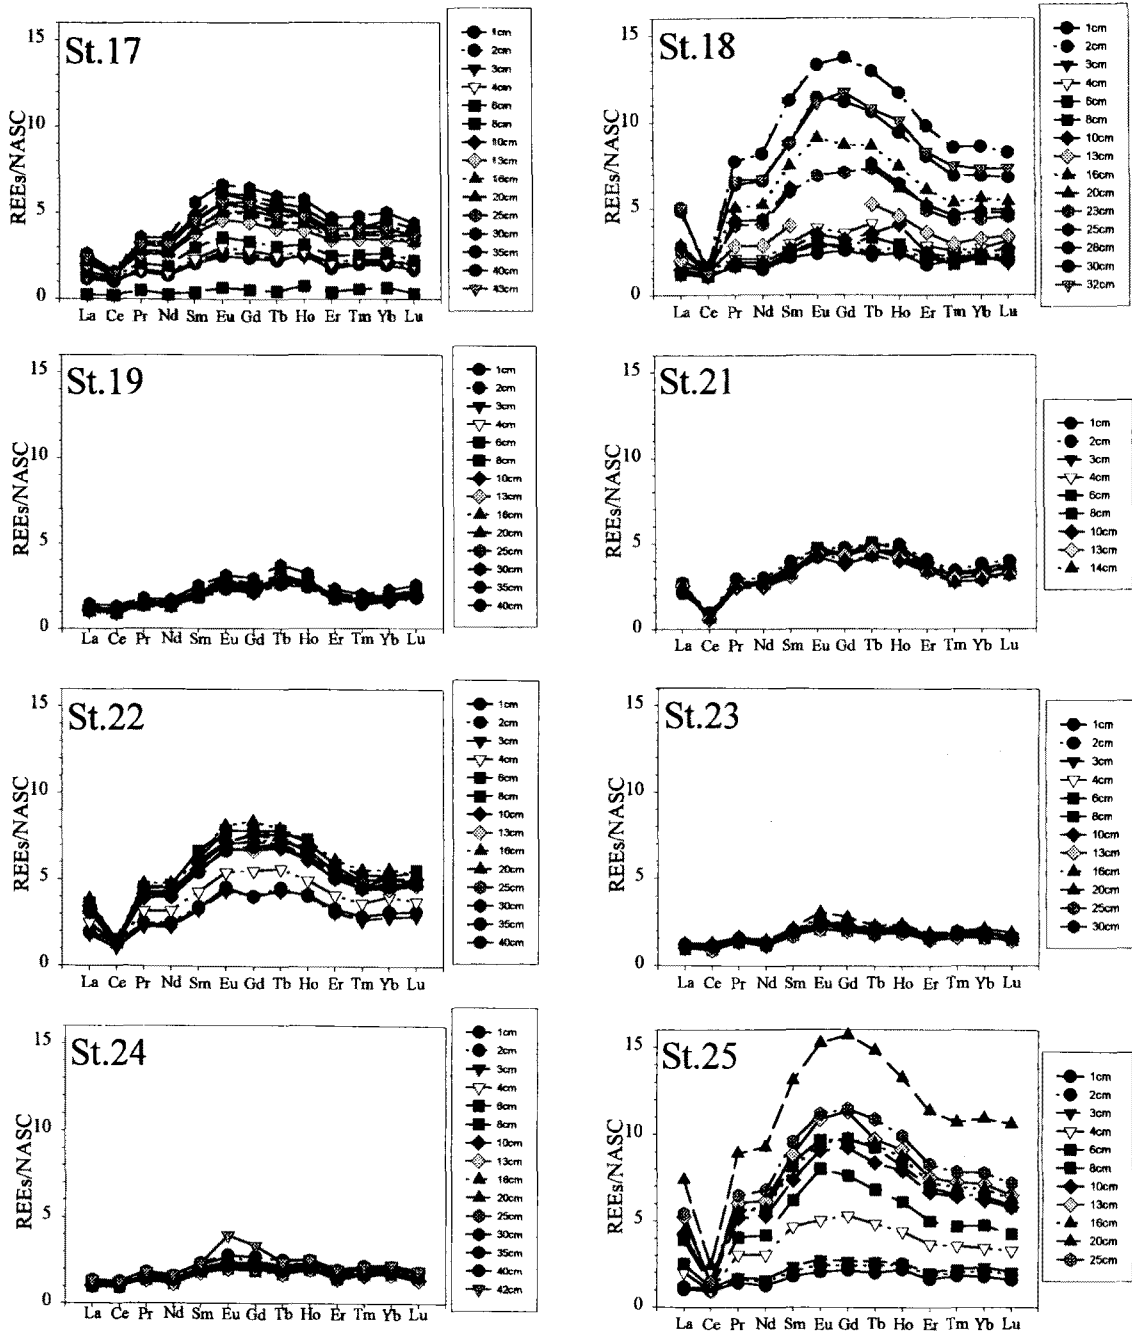 St.17
REEs/NASC
15
10
5
0
La Ce Pr Nd Sm Eu Gd Tb Ho Er Tm Yb Lu
1cm
2cm
3cm
4cm
6cm
8cm
10cm
13cm
16cm
20cm
25cm
30cm
35cm
40cm
43cm
St.18
REEs/NASC
15
10
5
0
La Ce Pr Nd Sm Eu Gd Tb Ho Er Tm Yb Lu
1cm
2cm
3cm
4cm
6cm
8cm
10cm
13cm
16cm
20cm
23cm
25cm
28cm
30cm
32cm
St.19
REEs/NASC
15
10
5
0
La Ce Pr Nd Sm Eu Gd Tb Ho Er Tm Yb Lu
1cm
2cm
3cm
4cm
6cm
8cm
10cm
13cm
16cm
20cm
25cm
30cm
35cm
40cm
St.21
REEs/NASC
15
10
5
0
La Ce Pr Nd Sm Eu Gd Tb Ho Er Tm Yb Lu
1cm
2cm
3cm
4cm
6cm
8cm
10cm
13cm
14cm
St.22
REEs/NASC
15
10
5
0
La Ce Pr Nd Sm Eu Gd Tb Ho Er Tm Yb Lu
1cm
2cm
3cm
4cm
6cm
8cm
10cm
13cm
16cm
20cm
25cm
30cm
35cm
40cm
St.23
REEs/NASC
15
10
5
0
La Ce Pr Nd Sm Eu Gd Tb Ho Er Tm Yb Lu
1cm
2cm
3cm
4cm
6cm
8cm
10cm
13cm
16cm
20cm
25cm
30cm
St.24
REEs/NASC
15
10
5
0
La Ce Pr Nd Sm Eu Gd Tb Ho Er Tm Yb Lu
1cm
2cm
3cm
4cm
6cm
8cm
10cm
13cm
16cm
20cm
25cm
30cm
35cm
40cm
42cm
St.25
REEs/NASC
15
10
5
0
La Ce Pr Nd Sm Eu Gd Tb Ho Er Tm Yb Lu
1cm
2cm
3cm
4cm
6cm
8cm
10cm
13cm
16cm
20cm
25cm